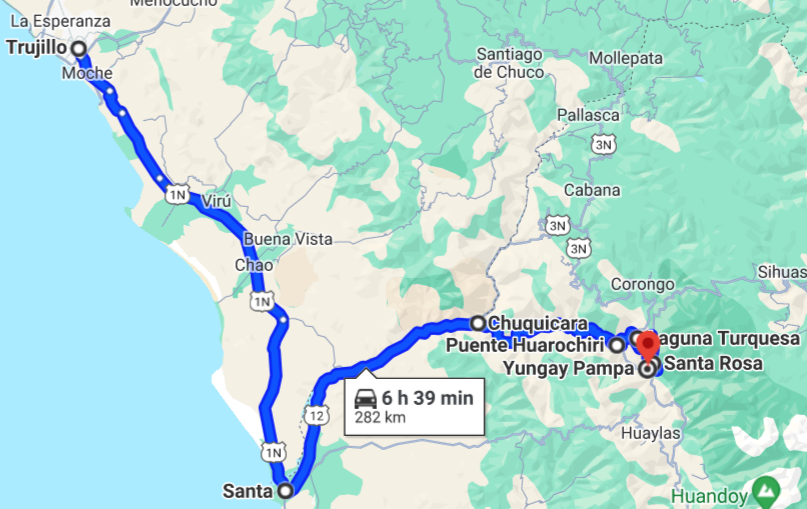 Menocucho
La Esperanza
Trujillo
Moche
Santiago
de Chuco
Mollepata
Pallasca
3N
Cabana
1N
Virú
3N
3N
Buena Vista
Chao
Sihuas
Corongo
1N
Chuquicara
Laguna Turquesa
Puente Huarochiri
Santa Rosa
Yungay Pampa
6 h 39 min
282 km
12
Huaylas
1N
Santa
Huandoy